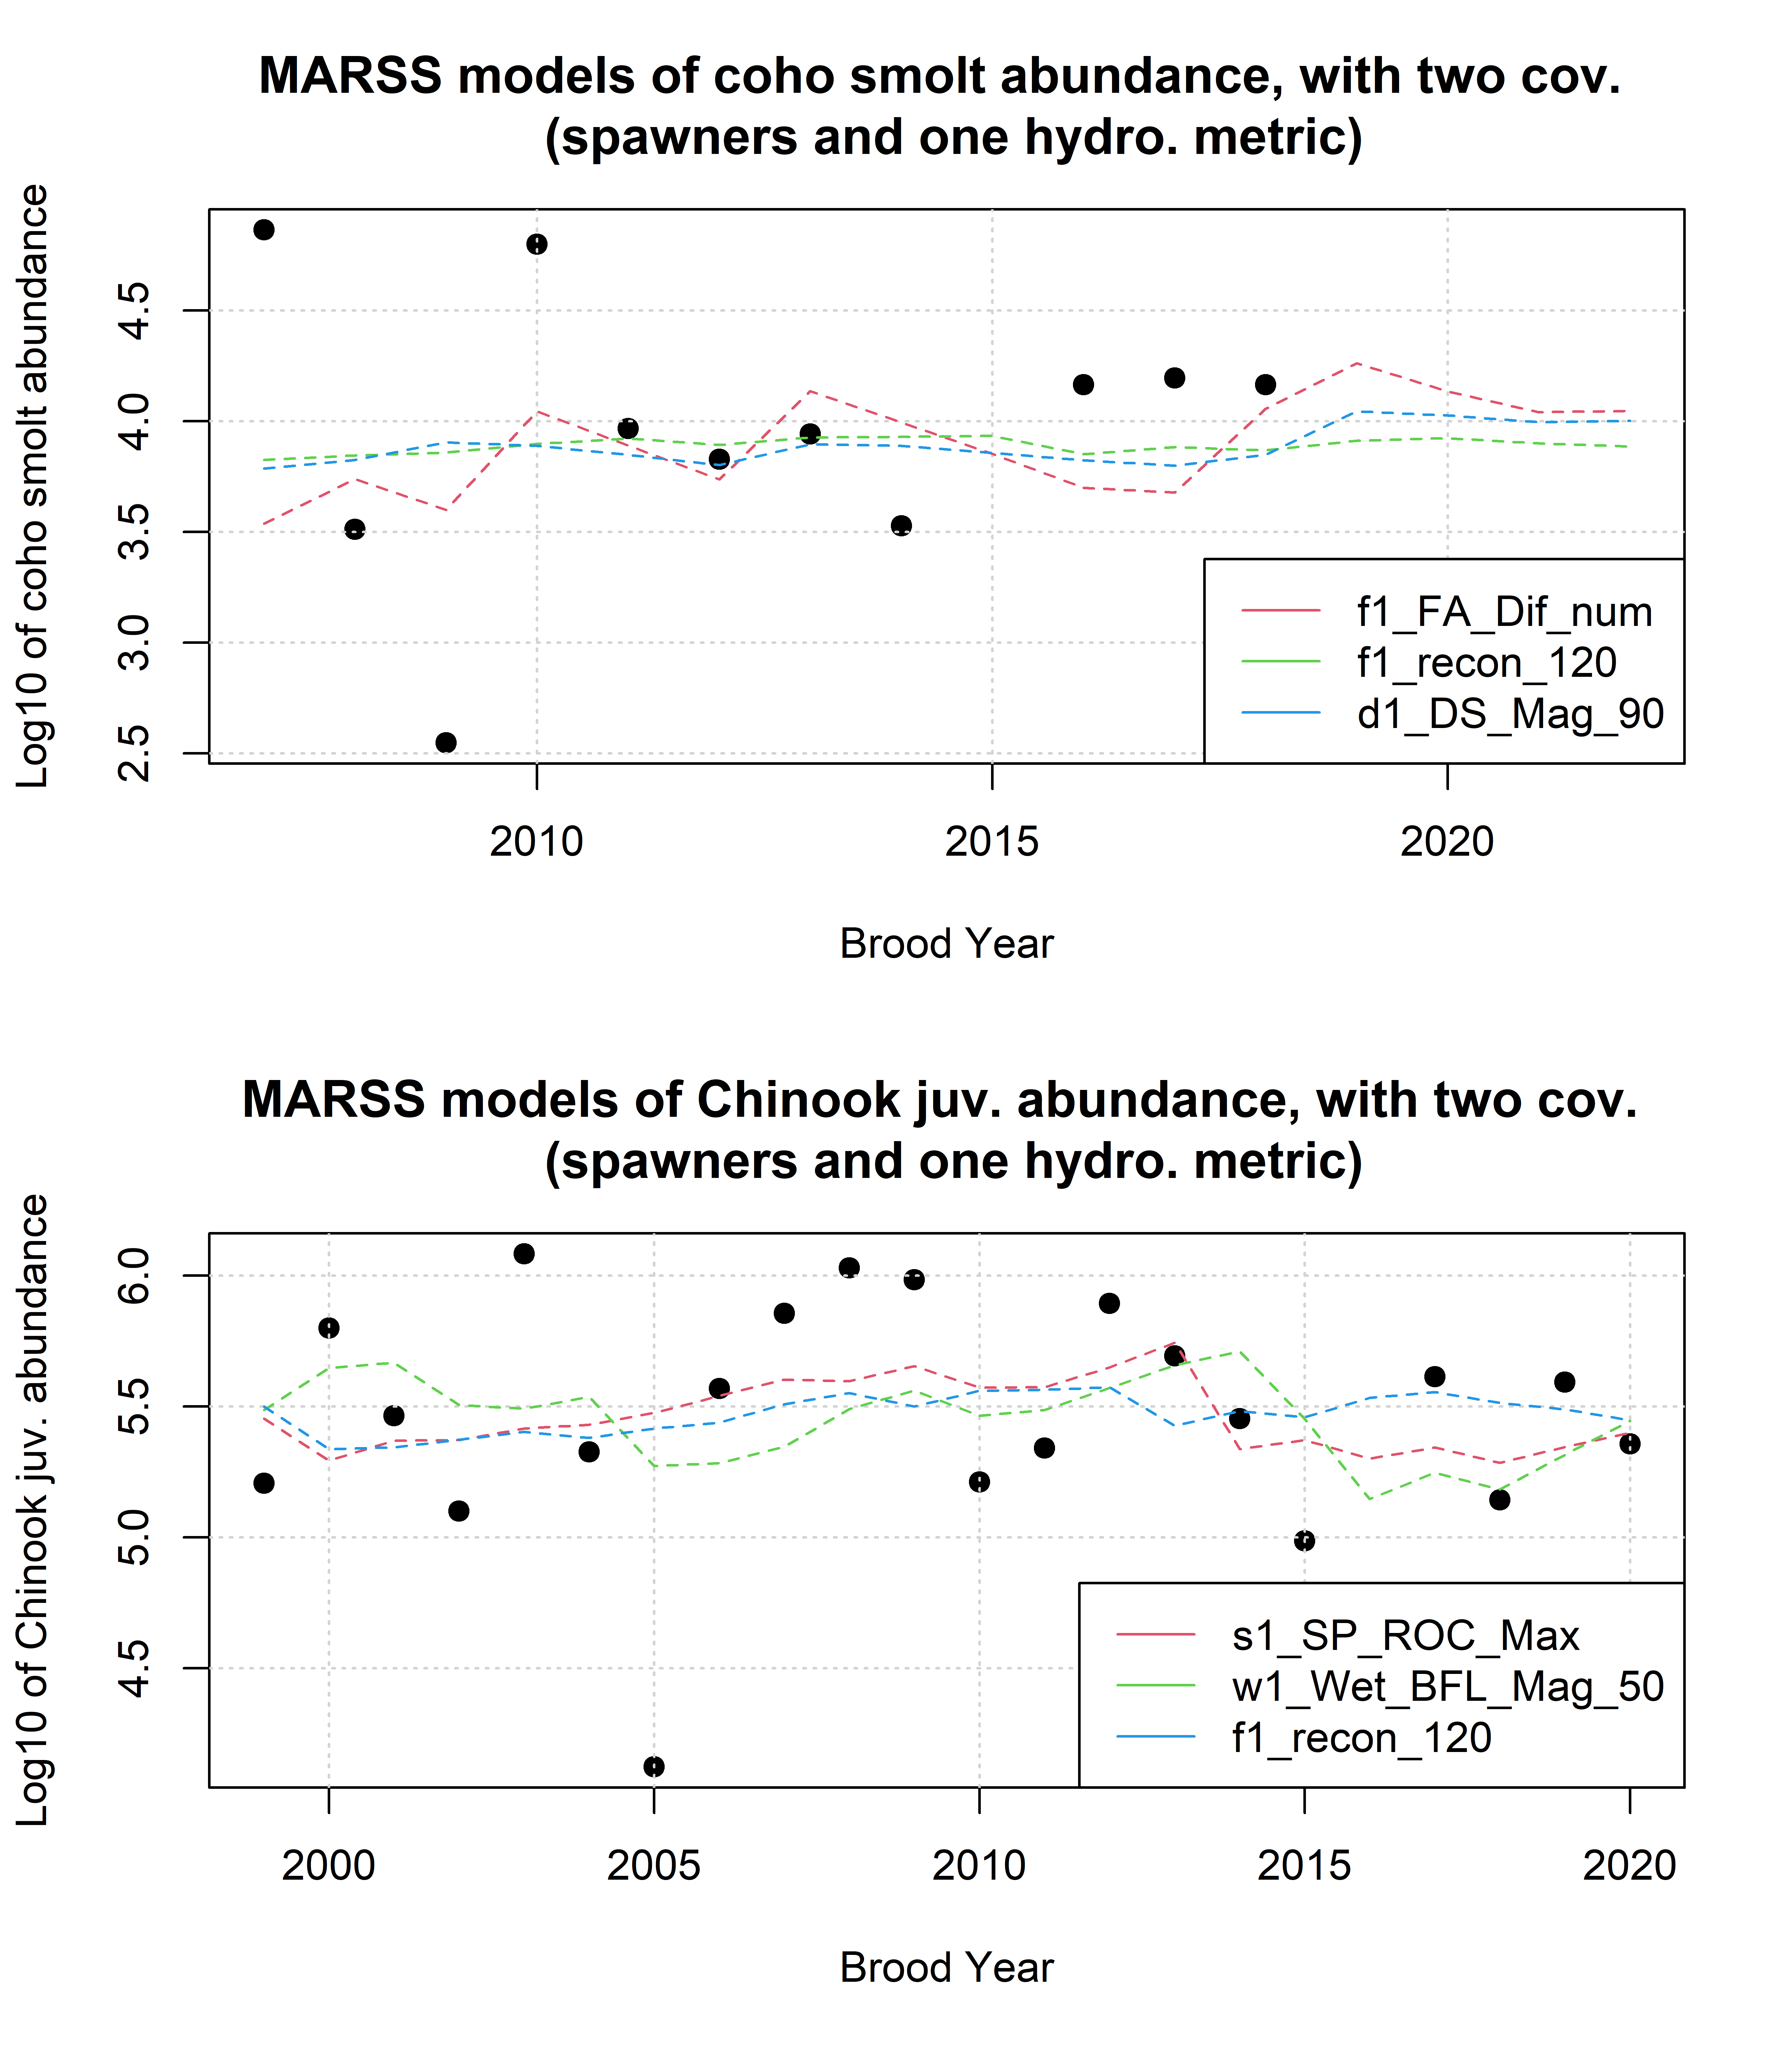 MARSS models of coho smolt abundance, with two cov.
(spawners and one hydro. metric)
Log10 of coho smolt abundance
4.5
4.0
3.5
3.0
2.5
f1_FA_Dif_num
f1_recon_120
d1_DS_Mag_90
2010 2015 2020
Brood Year
MARSS models of Chinook juv. abundance, with two cov.
(spawners and one hydro. metric)
Log10 of Chinook juv. abundance
6.0
5.5
5.0
4.5
s1_SP_ROC_Max
w1_Wet_BFL_Mag_50
f1_recon_120
2000 2005 2010 2015 2020
Brood Year